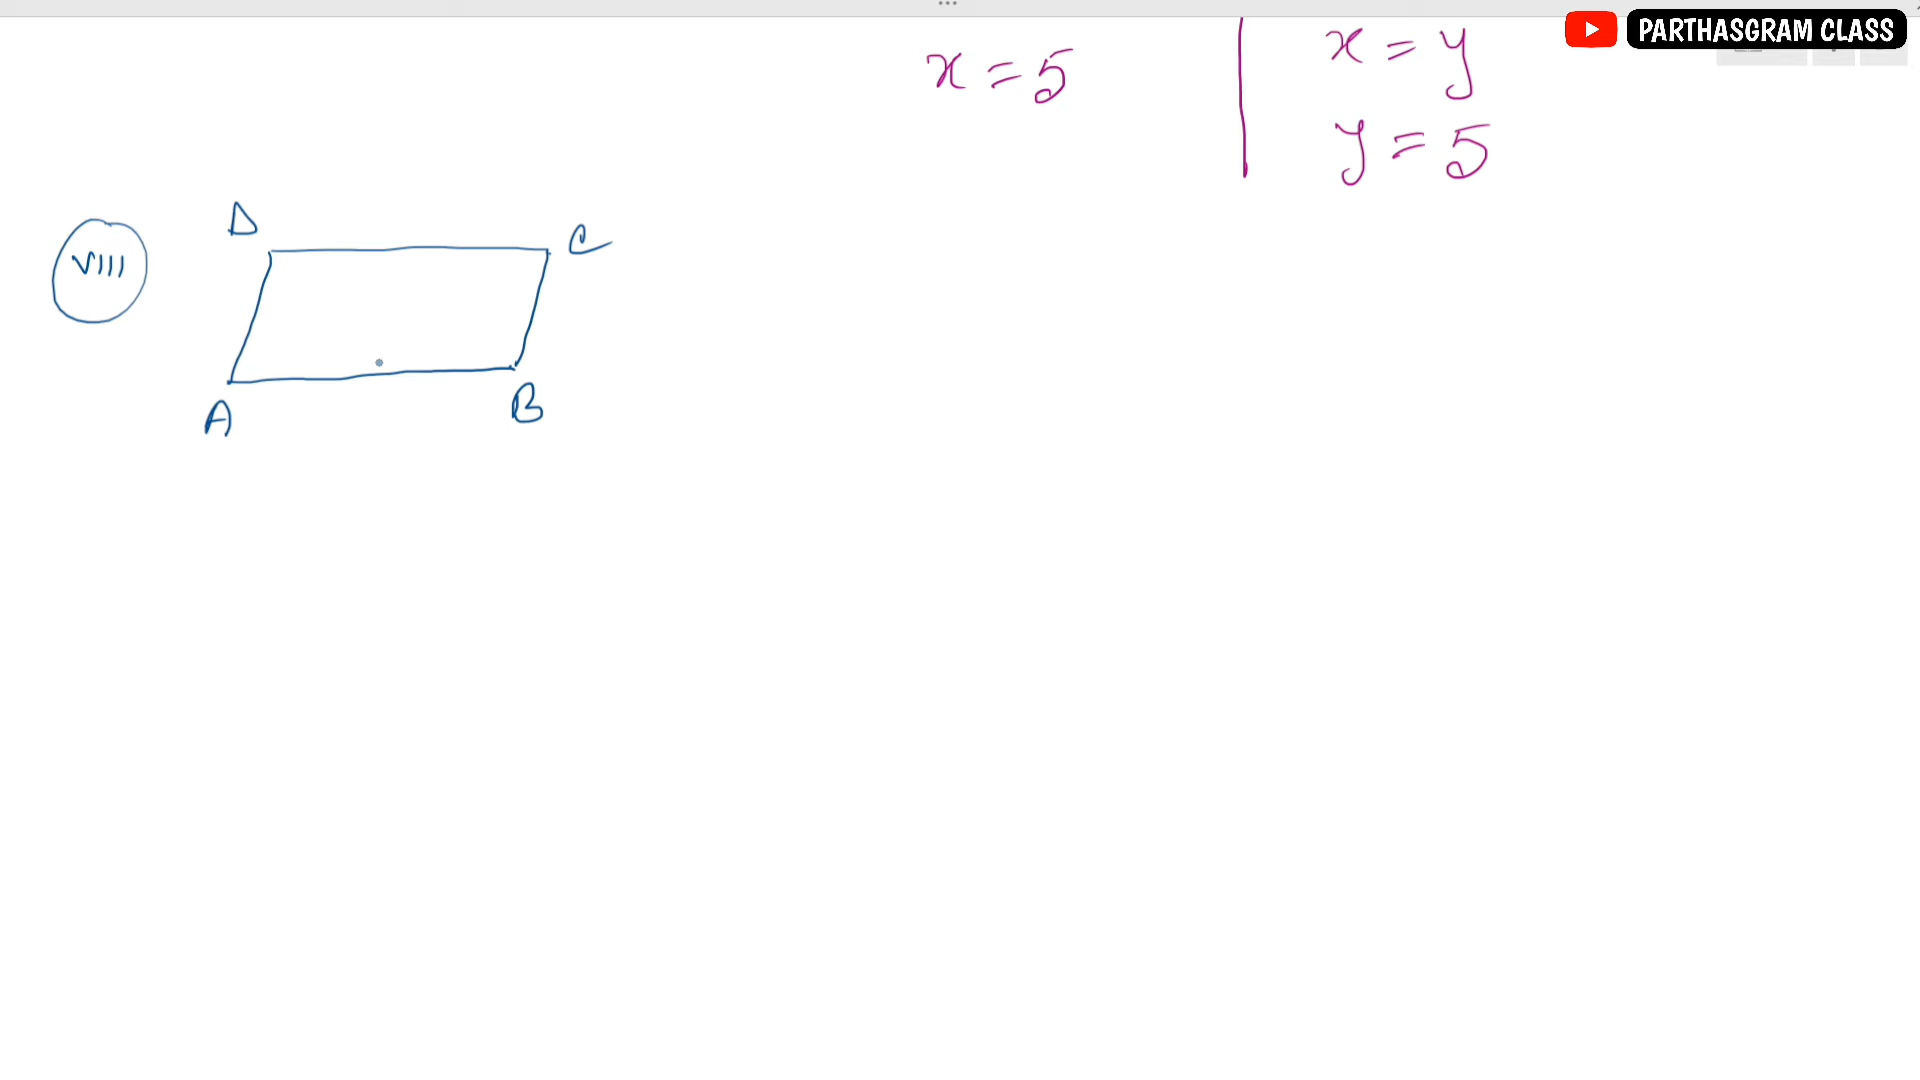 PARTHASGRAM CLASS
x = 5
x = y
y = 5
VIII
D
C
A
B